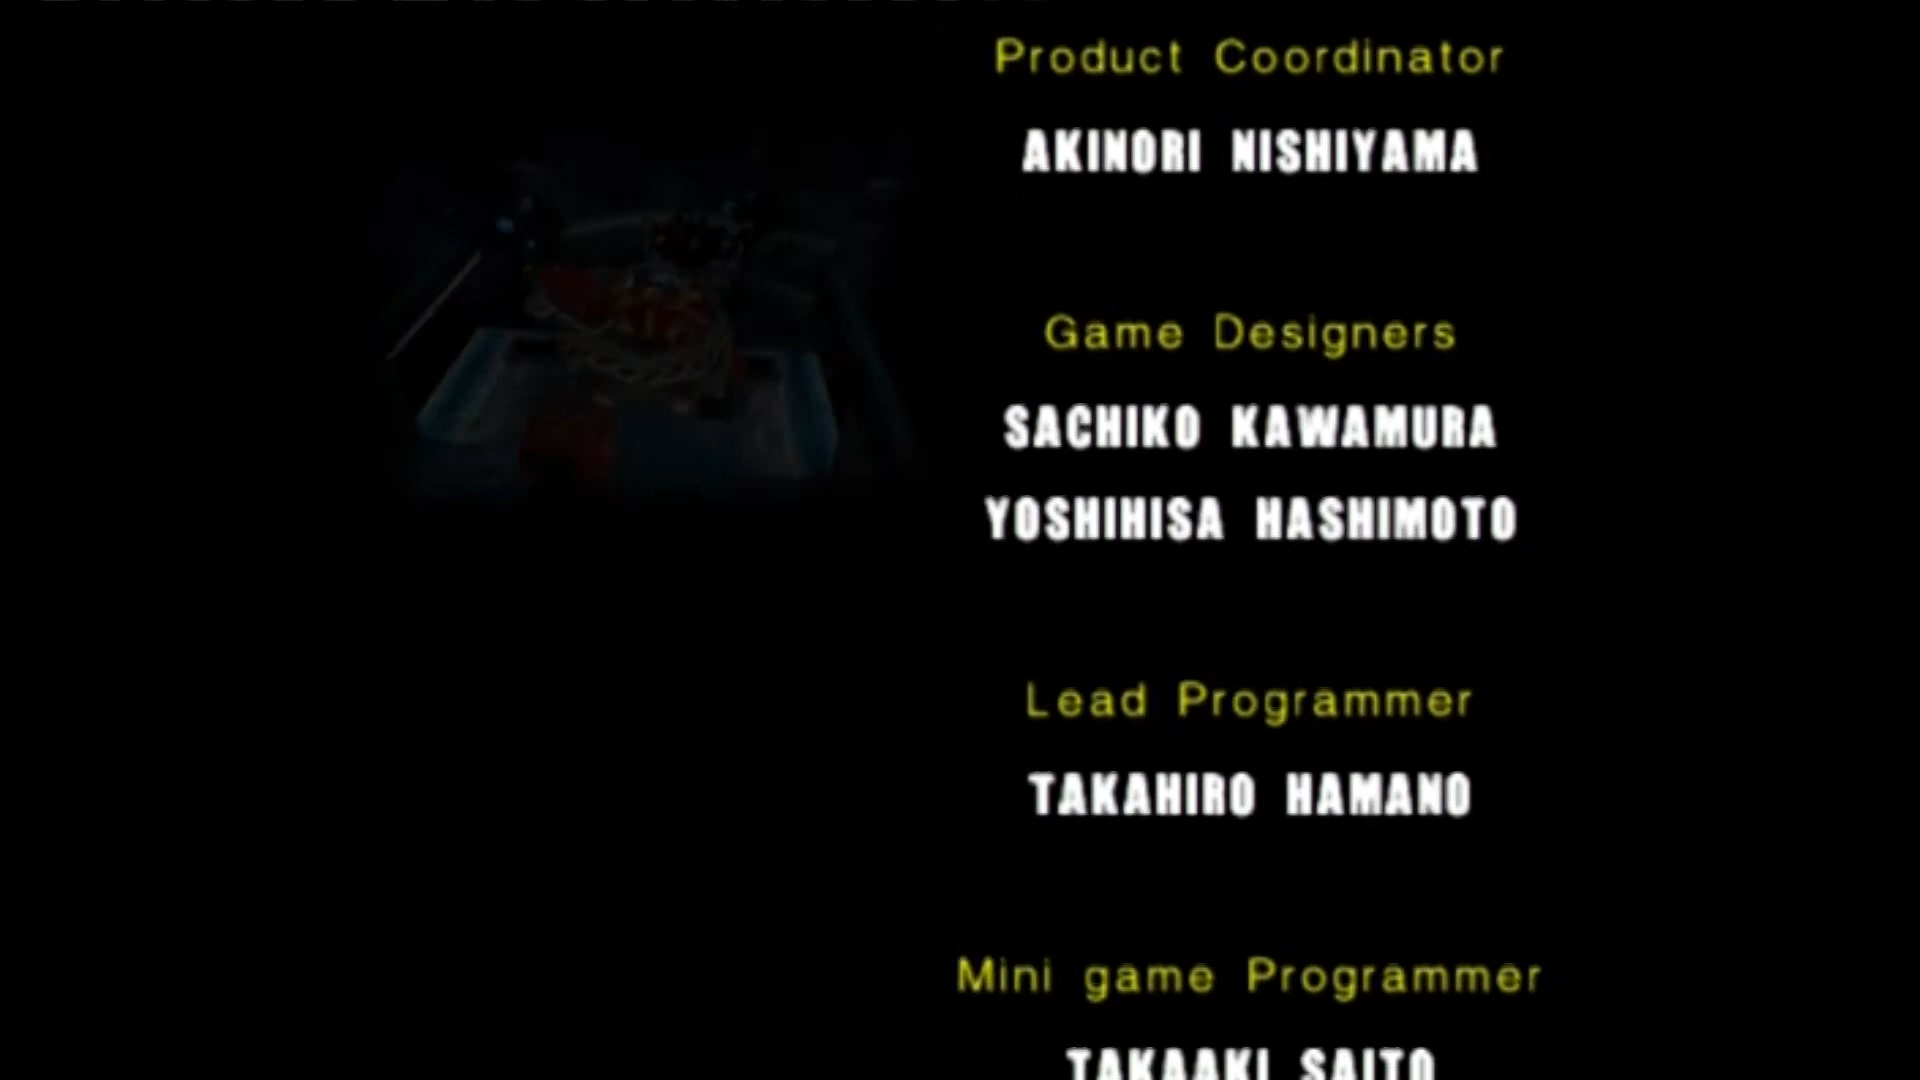 Product Coordinator
AKINORI NISHIYAMA
Game Designers
SACHIKO KAWAMURA
YOSHIHISA HASHIMOTO
Lead Programmer
TAKAHIRO HAMANO
Mini game Programmer
TAKAAKI SAITO